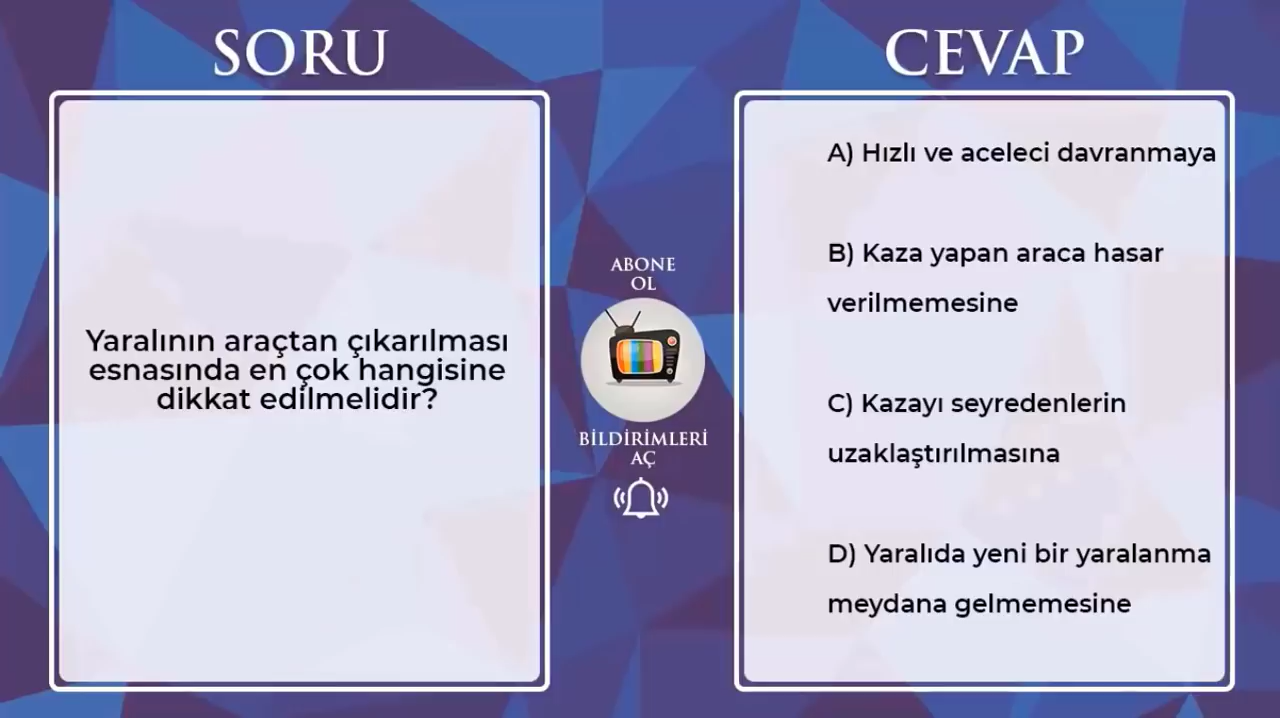 SORU
Yaralının araçtan çıkarılması
esnasında en çok hangisine
dikkat edilmelidir?
ABONE
OL
BİLDİRİMLERİ
AÇ
CEVAP
A) Hızlı ve aceleci davranmaya
B) Kaza yapan araca hasar
verilmemesine
C) Kazayı seyredenlerin
uzaklaştırılmasına
D) Yaralıda yeni bir yaralanma
meydana gelmemesine